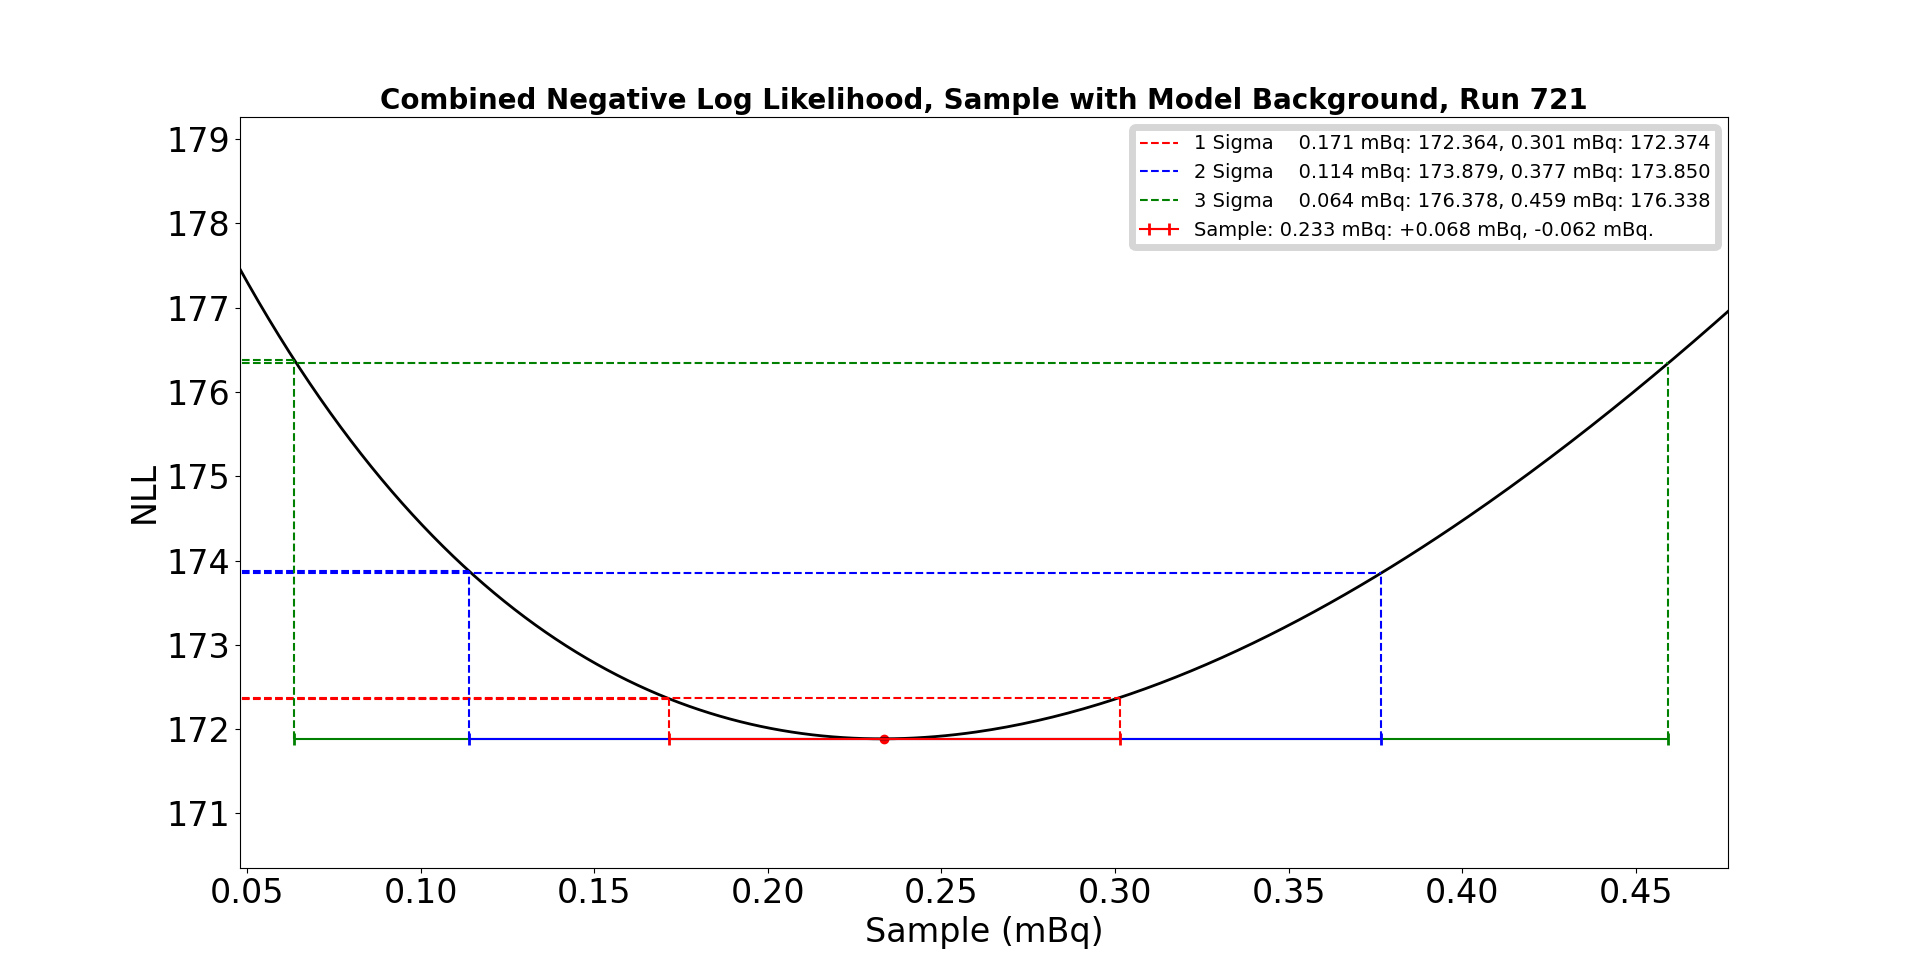 Combined Negative Log Likelihood, Sample with Model Background, Run 721
1 Sigma    0.171 mBq: 172.364, 0.301 mBq: 172.374
2 Sigma    0.114 mBq: 173.879, 0.377 mBq: 173.850
3 Sigma    0.064 mBq: 176.378, 0.459 mBq: 176.338
Sample: 0.233 mBq: +0.068 mBq, -0.062 mBq.
179
178
177
176
175
174
173
172
171
NLL
0.05 0.10 0.15 0.20 0.25 0.30 0.35 0.40 0.45
Sample (mBq)